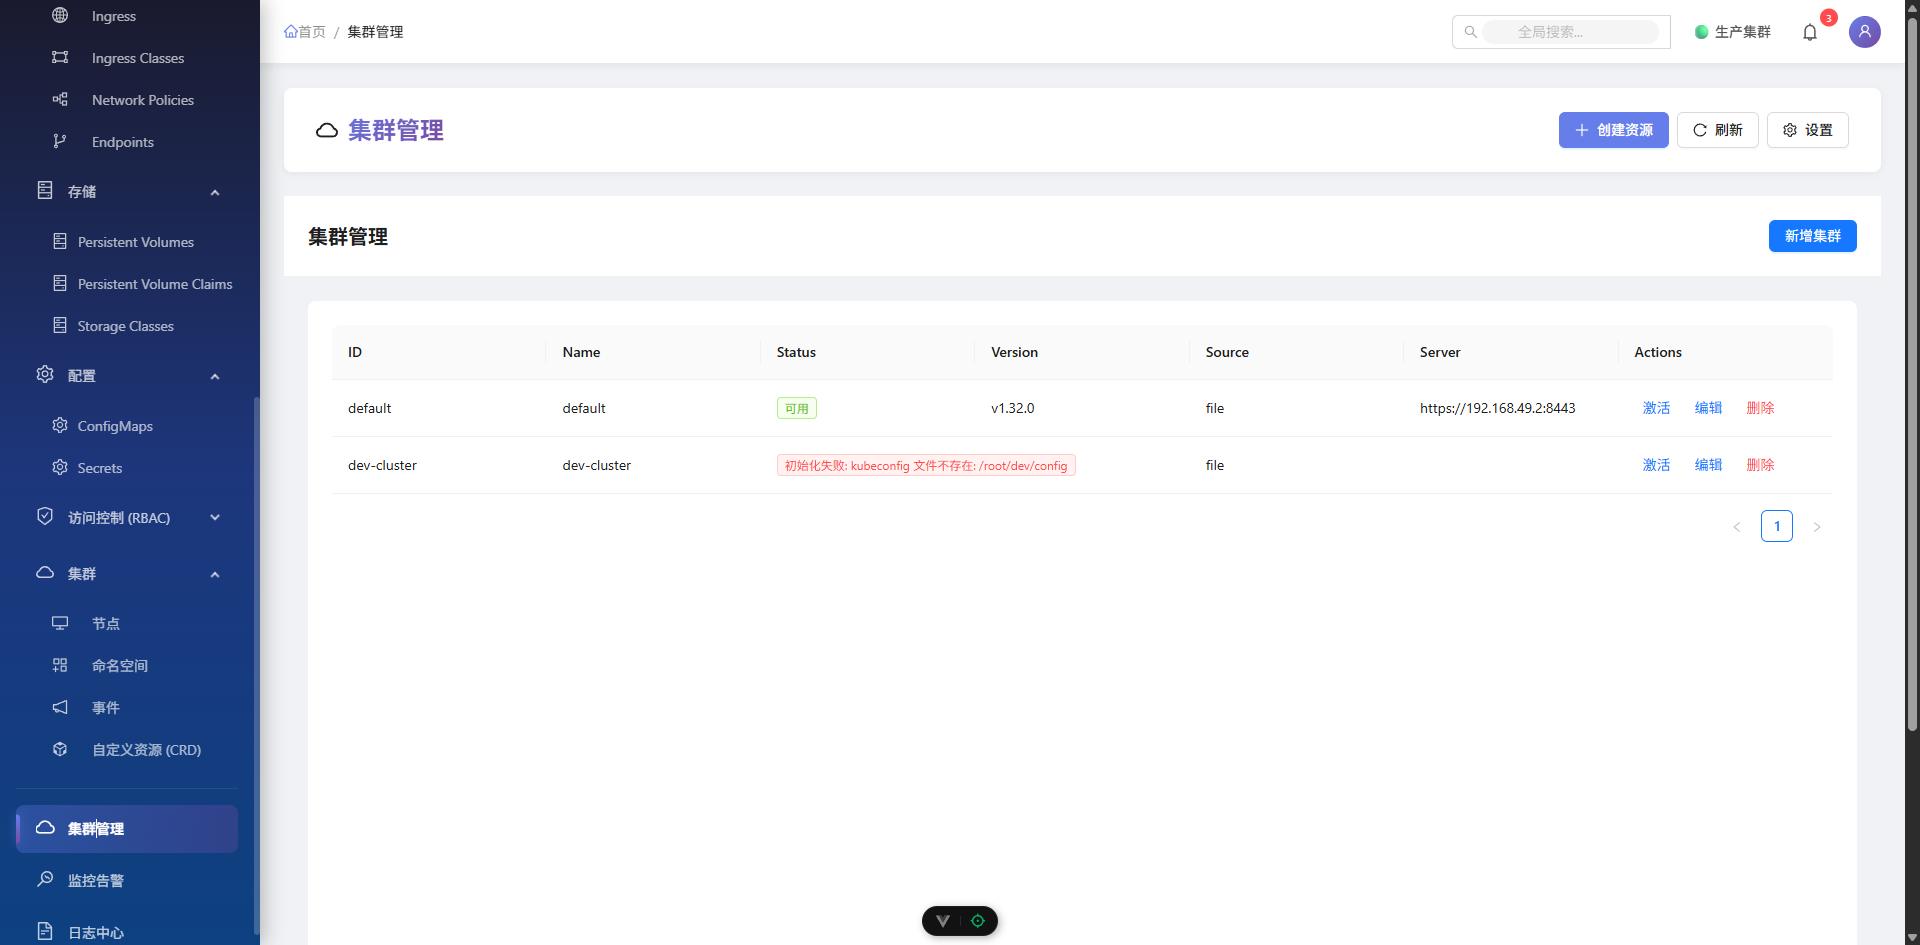 Ingress
Ingress Classes
Network Policies
Endpoints
存储
Persistent Volumes
Persistent Volume Claims
Storage Classes
配置
ConfigMaps
Secrets
访问控制 (RBAC)
集群
节点
命名空间
事件
自定义资源 (CRD)
集群管理
监控告警
日志中心
首页 / 集群管理
全局搜索...
生产集群
3
集群管理
创建资源
刷新
设置
集群管理
新增集群
ID Name Status Version Source Server Actions
default default 可用 v1.32.0 file https://192.168.49.2:8443 激活 编辑 删除
dev-cluster dev-cluster 初始化失败: kubeconfig 文件不存在: /root/dev/config file 激活 编辑 删除
1